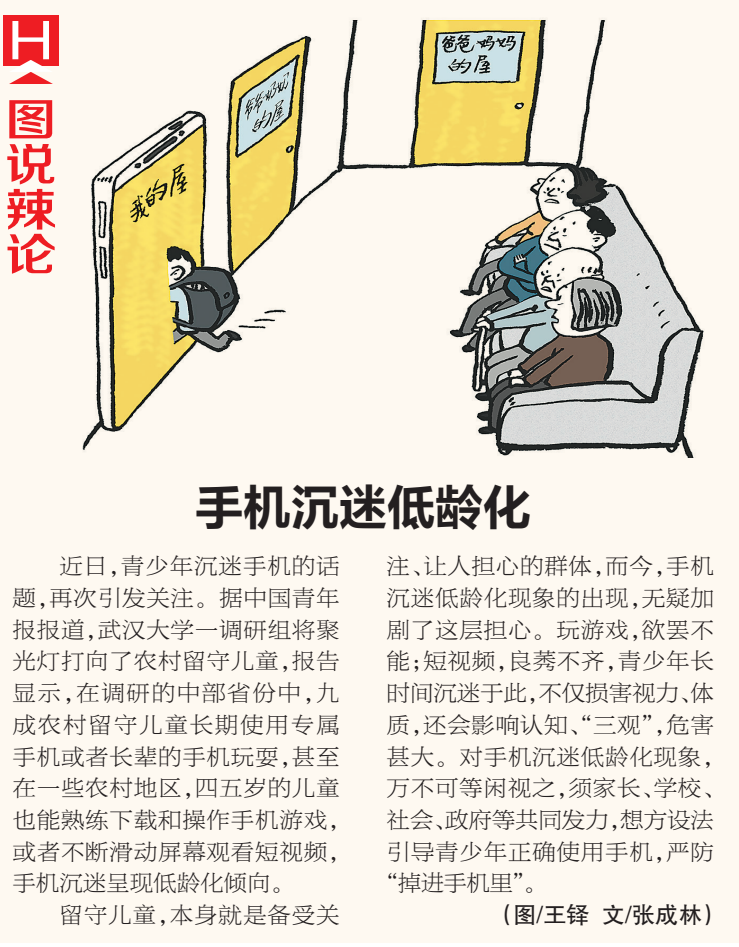 H
图说辣论
爸爸妈妈
的屋
爷爷奶奶
的屋
我的屋
手机沉迷低龄化
近日，青少年沉迷手机的话
题，再次引发关注。据中国青年
报报道，武汉大学一调研组将聚
光灯打向了农村留守儿童，报告
显示，在调研的中部省份中，九
成农村留守儿童长期使用专属
手机或者长辈的手机玩耍，甚至
在一些农村地区，四五岁的儿童
也能熟练下载和操作手机游戏，
或者不断滑动屏幕观看短视频，
手机沉迷呈现低龄化倾向。
留守儿童，本身就是备受关
注、让人担心的群体，而今，手机
沉迷低龄化现象的出现，无疑加
剧了这层担心。玩游戏，欲罢不
能；短视频，良莠不齐，青少年长
时间沉迷于此，不仅损害视力、体
质，还会影响认知、“三观”，危害
甚大。对手机沉迷低龄化现象，
万不可等闲视之，须家长、学校、
社会、政府等共同发力，想方设法
引导青少年正确使用手机，严防
“掉进手机里”。
（图/王铎 文/张成林）